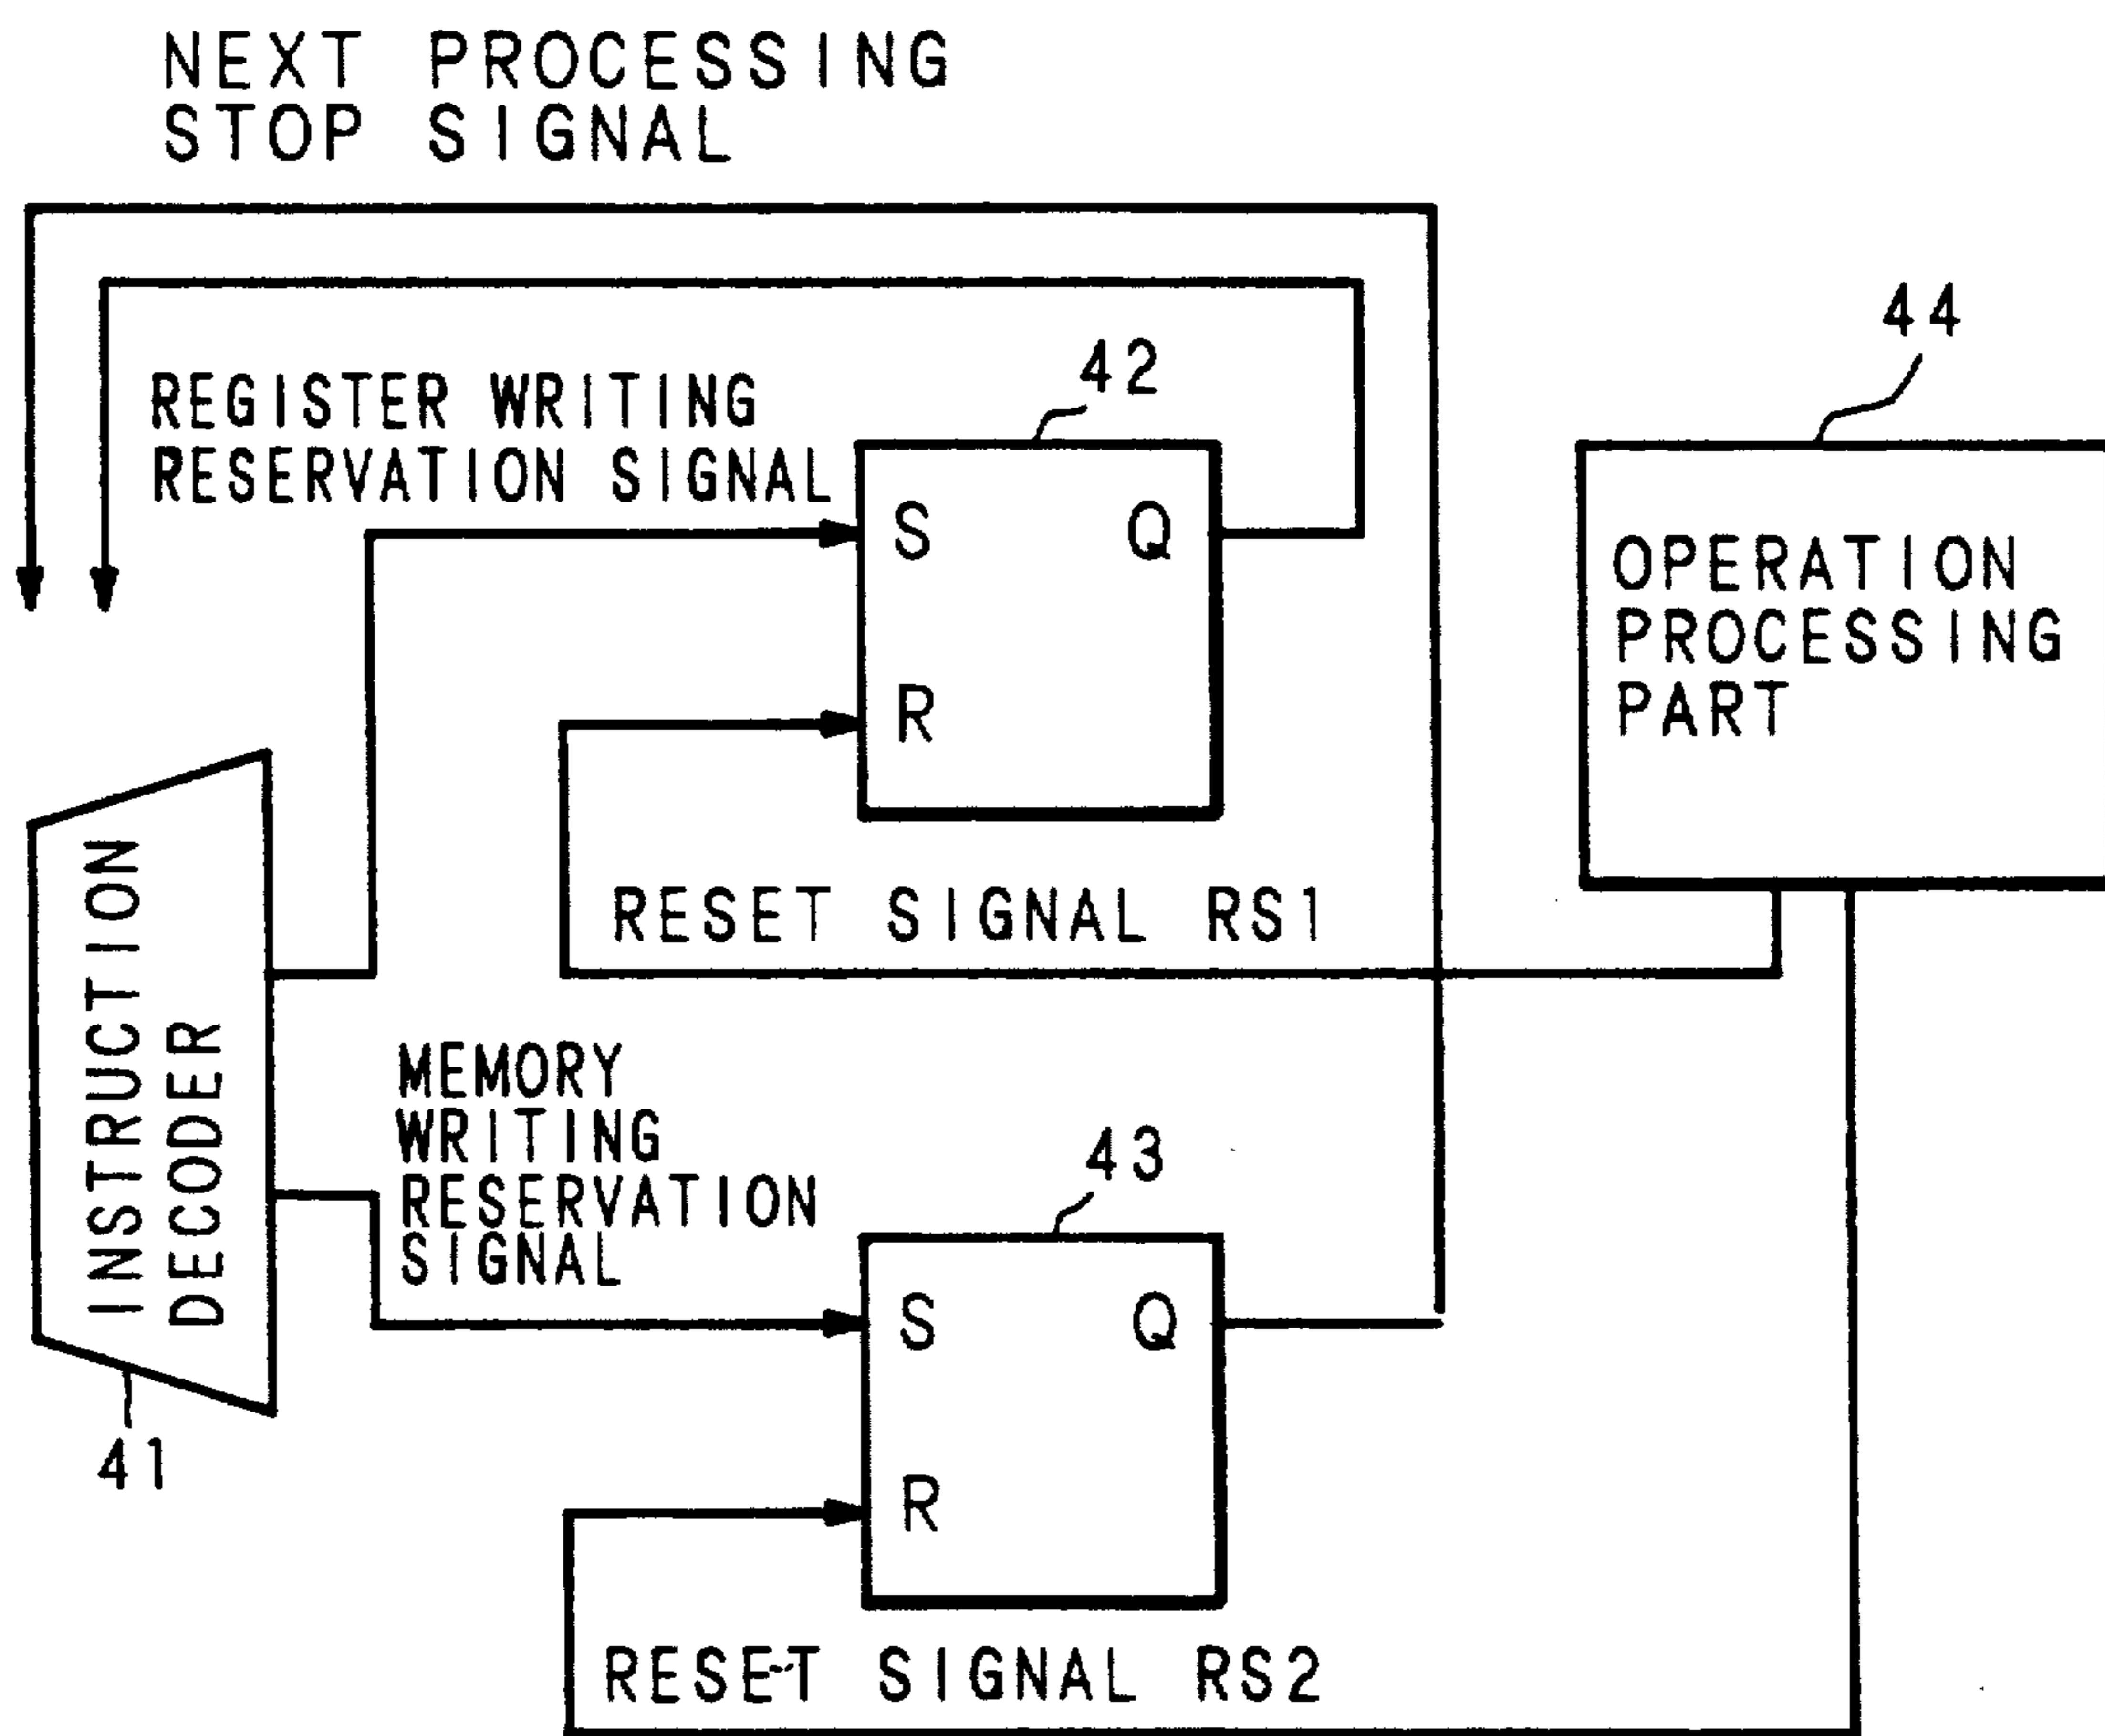 NEXT PROCESSING
STOP SIGNAL
44
42
REGISTER WRITING
RESERVATION SIGNAL
S
Q
OPERATION
PROCESSING
PART
R
RESET SIGNAL RS1
INSTRUCTION
DECODER
MEMORY
WRITING
RESERVATION
SIGNAL
43
S
Q
41
R
RESET SIGNAL RS2